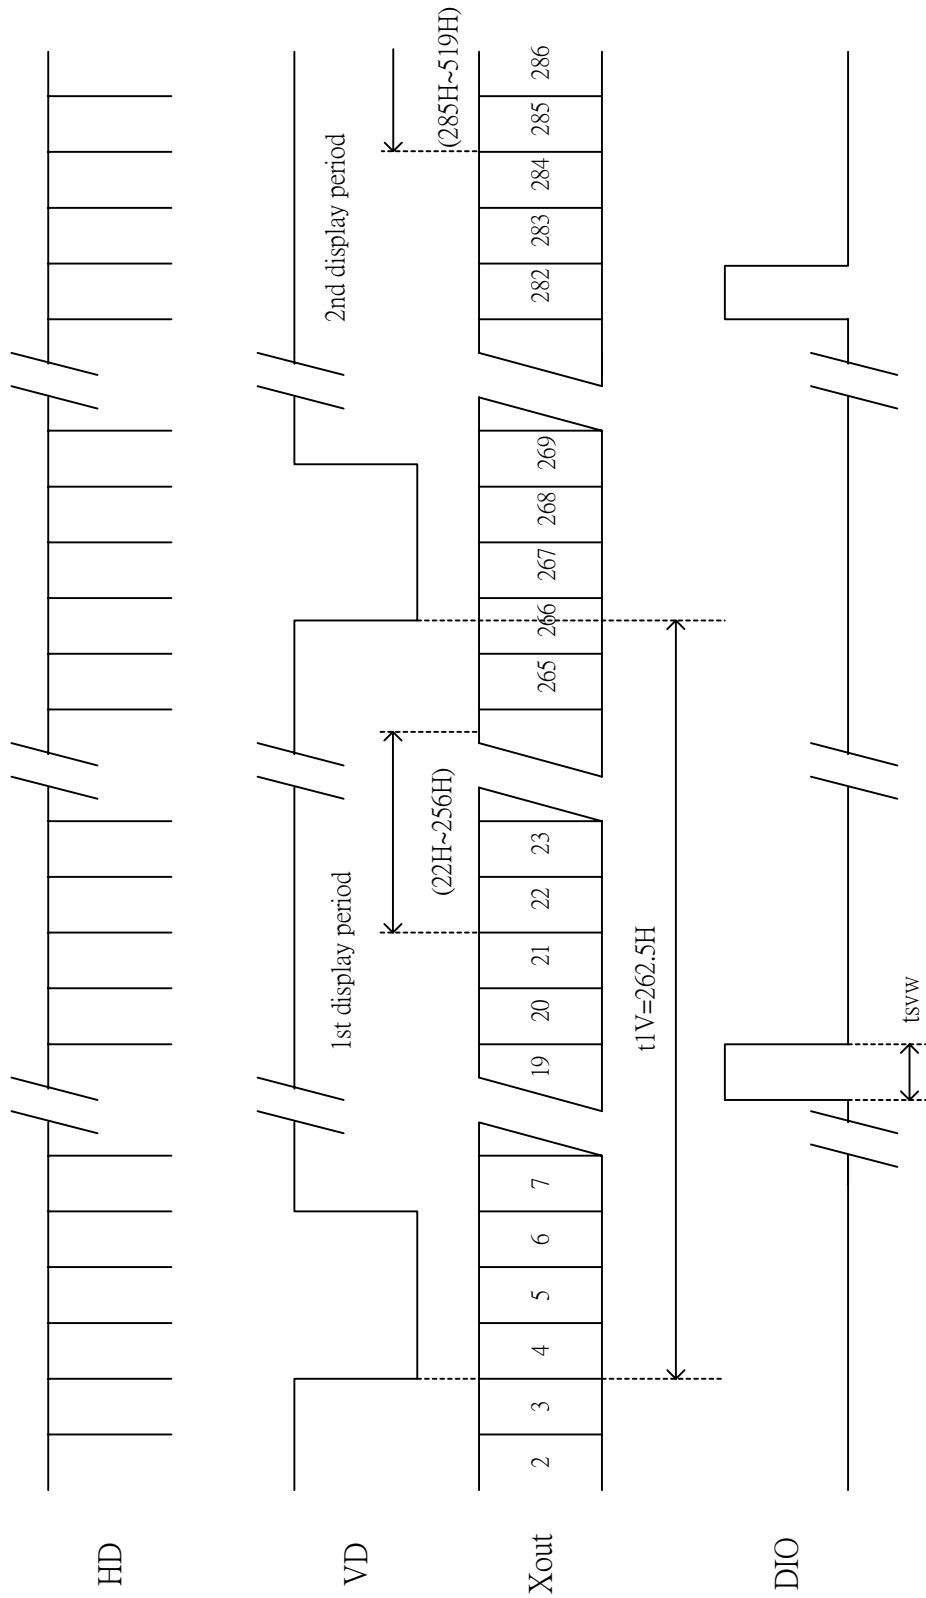 HD
VD
1st display period
2nd display period
(22H~256H)
(285H~519H)
Xout
2 3 4 5 6 7 19 20 21 22 23 265 266 267 268 269 282 283 284 285 286
t1V=262.5H
DIO
tsvw